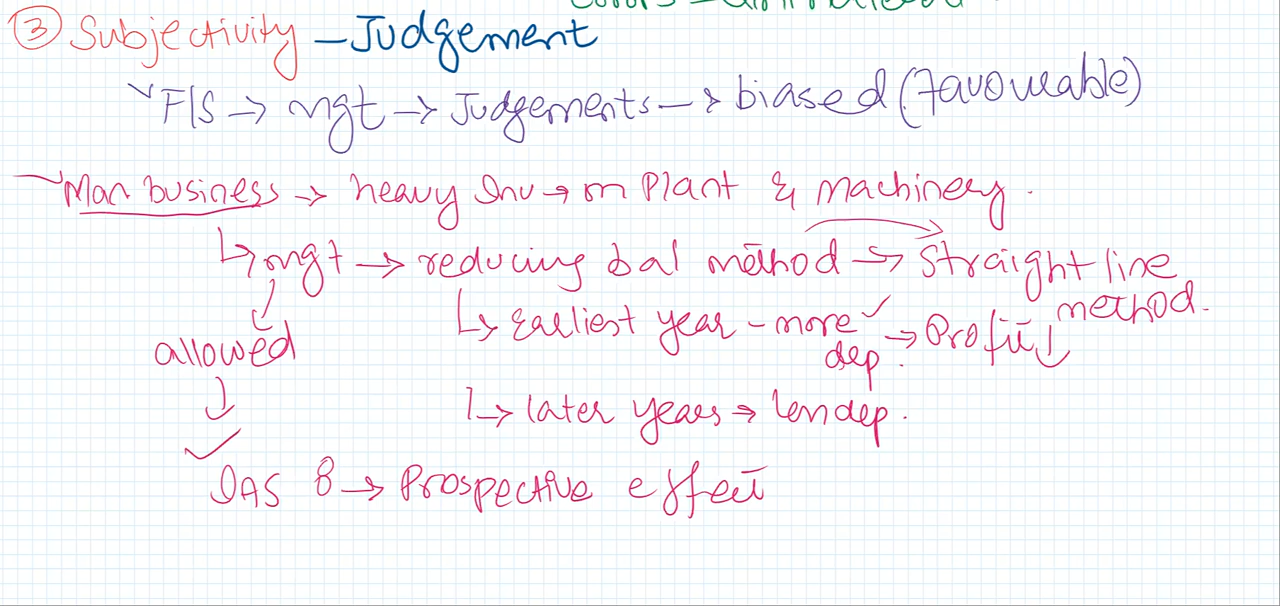 ③ Subjectivity – Judgement
✓ F/S → mgt → Judgements → biased (favourable)
Man business → heavy Inv → on Plant & Machinery.
↳ mgt → reducing bal method → Straight line method.
↓ allowed
↳ Earliest year – more ✓ dep. → Profit ↓
↳ later years → less dep.
↓
✓ IAS 8 → Prospective effect